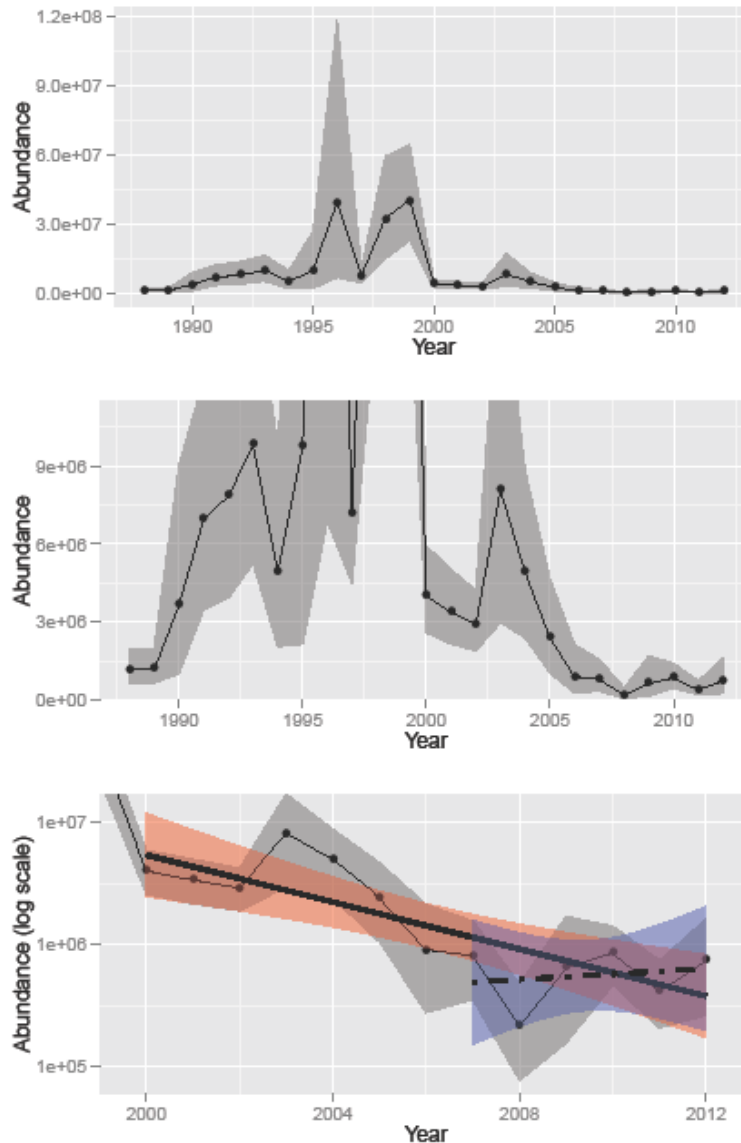 1.2e+08
9.0e+07
6.0e+07
3.0e+07
0.0e+00
Abundance
1990 1995 2000 2005 2010
Year
9e+06
6e+06
3e+06
0e+00
Abundance
1990 1995 2000 2005 2010
Year
1e+07
1e+06
1e+05
Abundance (log scale)
2000 2004 2008 2012
Year